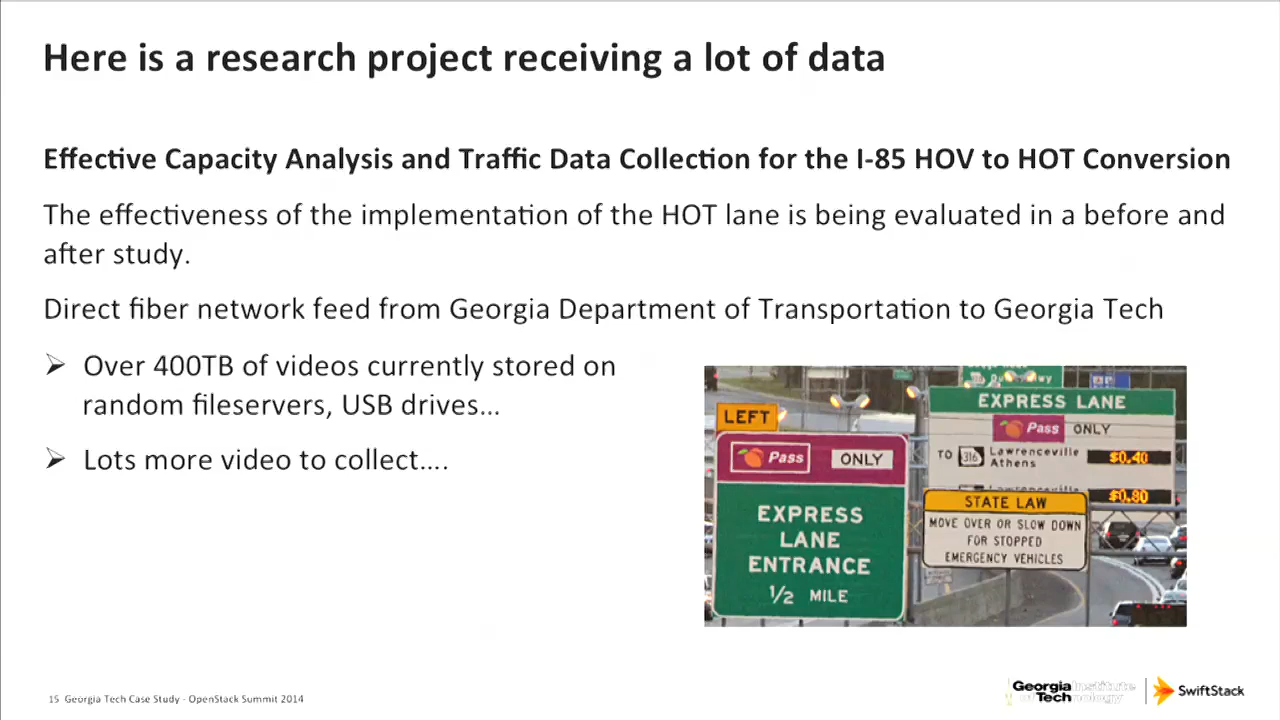 Here is a research project receiving a lot of data
Effective Capacity Analysis and Traffic Data Collection for the I-85 HOV to HOT Conversion
The effectiveness of the implementation of the HOT lane is being evaluated in a before and
after study.
Direct fiber network feed from Georgia Department of Transportation to Georgia Tech
➢ Over 400TB of videos currently stored on
random fileservers, USB drives...
➢ Lots more video to collect....
LEFT
Pass ONLY
EXPRESS
LANE
ENTRANCE
1/2 MILE
EXPRESS LANE
Pass ONLY
TO 316 Lawrenceville
Athens
$0.40
$0.80
STATE LAW
MOVE OVER OR SLOW DOWN
FOR STOPPED
EMERGENCY VEHICLES
15 Georgia Tech Case Study - OpenStack Summit 2014
Georgia Institute
Tech of Technology
SwiftStack